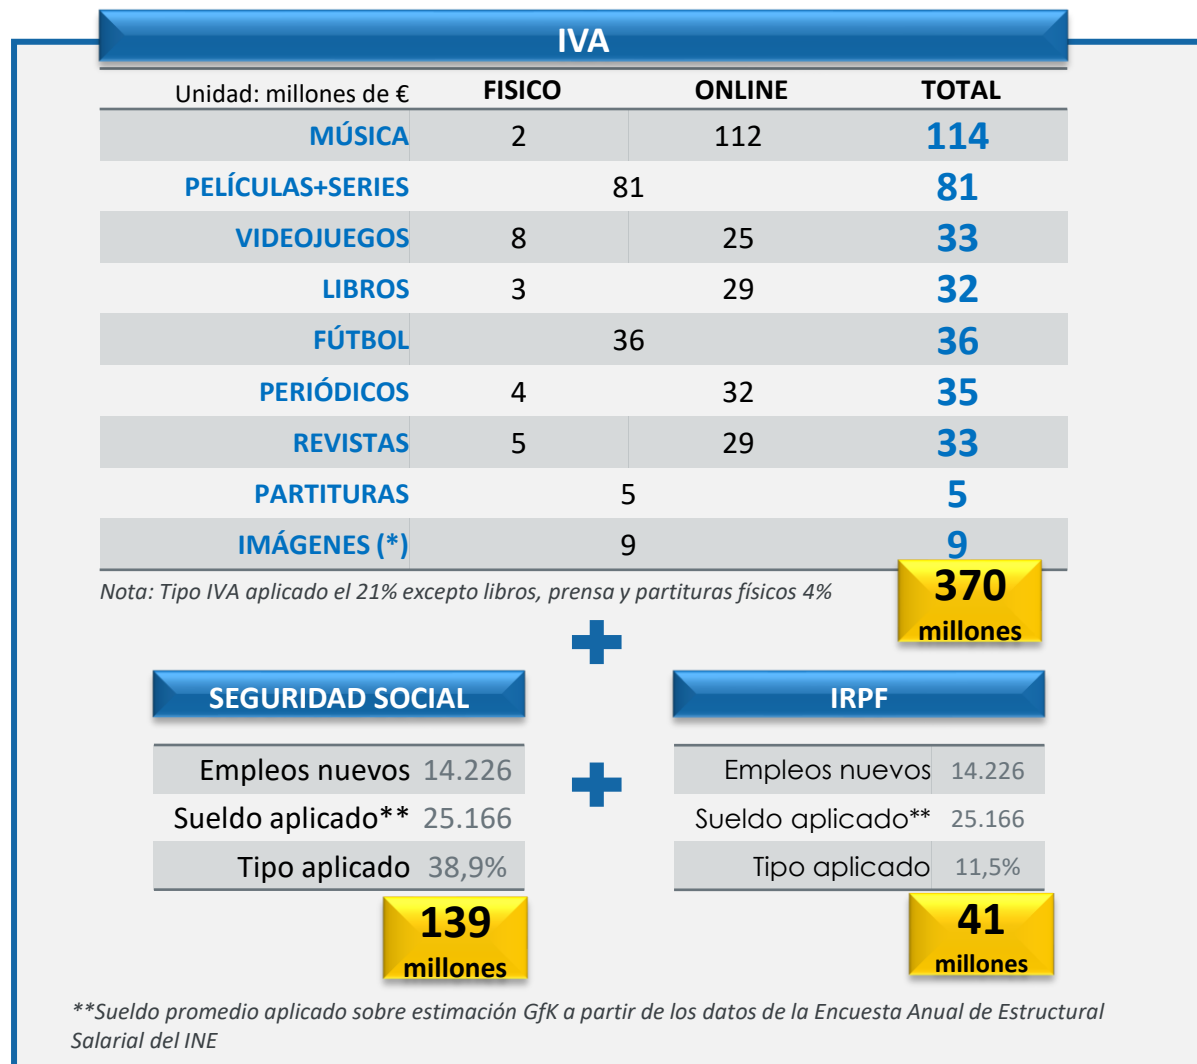 IVA
Unidad: millones de € FISICO ONLINE TOTAL
MÚSICA 2 112 114
PELÍCULAS+SERIES 81 81
VIDEOJUEGOS 8 25 33
LIBROS 3 29 32
FÚTBOL 36 36
PERIÓDICOS 4 32 35
REVISTAS 5 29 33
PARTITURAS 5 5
IMÁGENES (*) 9 9
Nota: Tipo IVA aplicado el 21% excepto libros, prensa y partituras físicos 4%
370
millones
SEGURIDAD SOCIAL
Empleos nuevos 14.226
Sueldo aplicado** 25.166
Tipo aplicado 38,9%
139
millones
IRPF
Empleos nuevos 14.226
Sueldo aplicado** 25.166
Tipo aplicado 11,5%
41
millones
**Sueldo promedio aplicado sobre estimación GfK a partir de los datos de la Encuesta Anual de Estructural
Salarial del INE